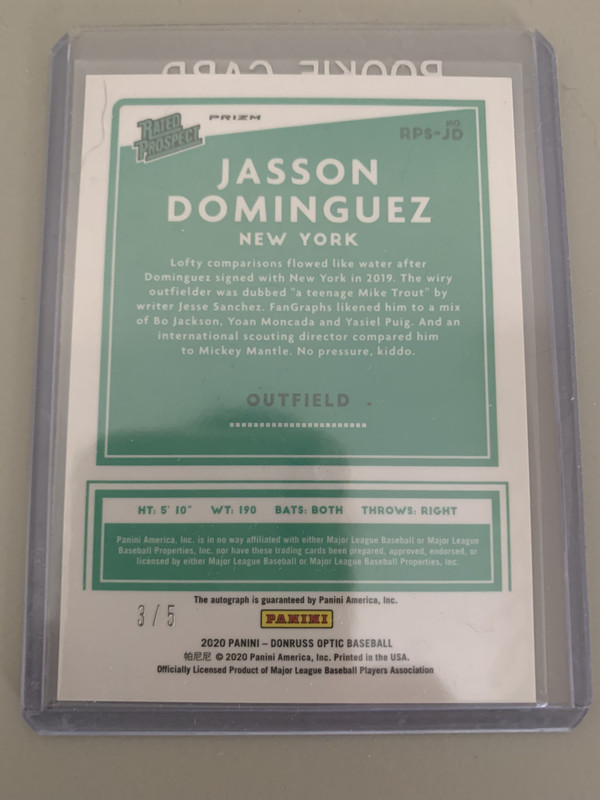 ROOKIE CARD
RATED
PROSPECT
PRIZM
NO
RPS-JD
JASSON
DOMINGUEZ
NEW YORK
Lofty comparisons flowed like water after
Dominguez signed with New York in 2019. The wiry
outfielder was dubbed "a teenage Mike Trout" by
writer Jesse Sanchez. FanGraphs likened him to a mix
of Bo Jackson, Yoan Moncada and Yasiel Puig. And an
international scouting director compared him
to Mickey Mantle. No pressure, kiddo.
OUTFIELD
HT: 5' 10" WT: 190 BATS: BOTH THROWS: RIGHT
Panini America, Inc. is in no way affiliated with either Major League Baseball or Major League
Baseball Properties, Inc. nor have these trading cards been prepared, approved, endorsed, or
licensed by either Major League Baseball or Major League Baseball Properties, Inc.
The autograph is guaranteed by Panini America, Inc.
3/5
PANINI
2020 PANINI – DONRUSS OPTIC BASEBALL
帕尼尼 © 2020 Panini America, Inc. Printed in the USA.
Officially Licensed Product of Major League Baseball Players Association